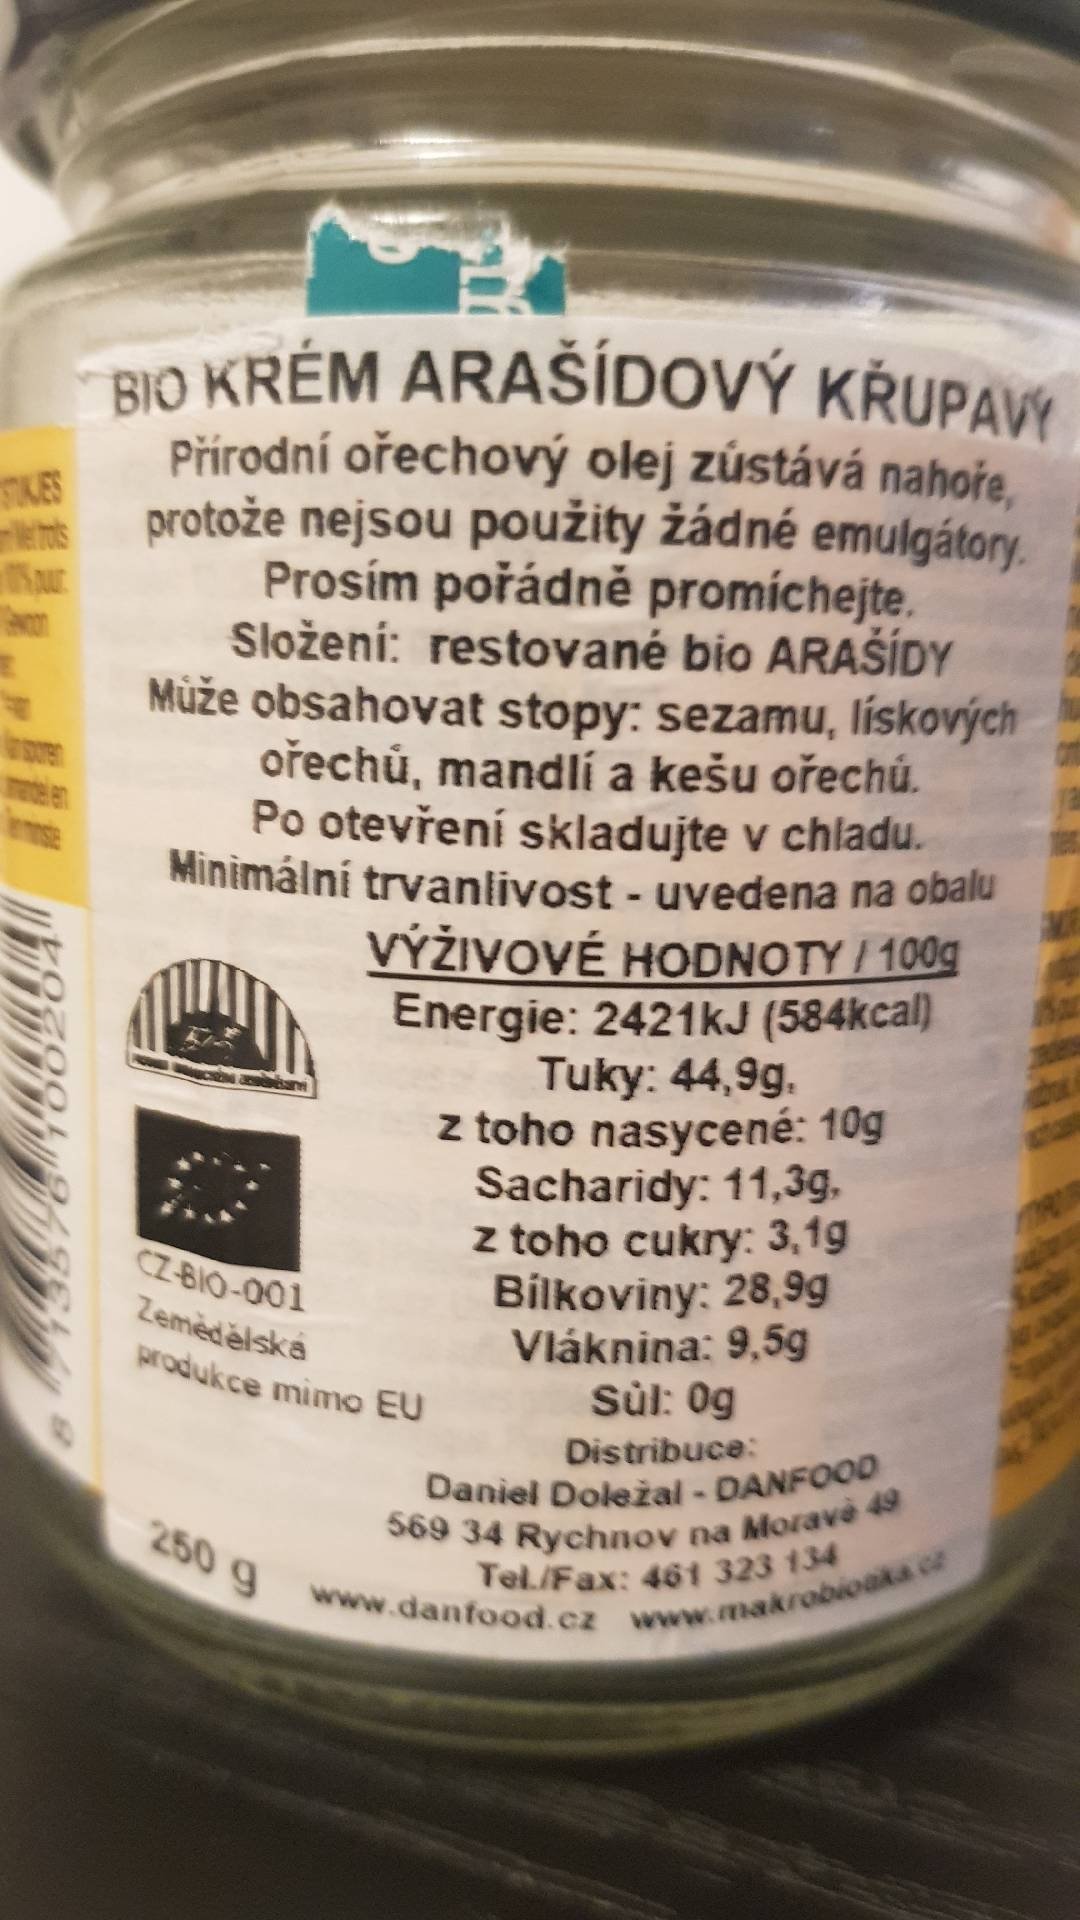 BIO KRÉM ARAŠÍDOVÝ KŘUPAVÝ
Přírodní ořechový olej zůstává nahoře,
protože nejsou použity žádné emulgátory.
Prosím pořádně promíchejte.
Složení: restované bio ARAŠÍDY
Může obsahovat stopy: sezamu, lískových
ořechů, mandlí a kešu ořechů.
Po otevření skladujte v chladu.
Minimální trvanlivost - uvedena na obalu
VÝŽIVOVÉ HODNOTY / 100g
Energie: 2421kJ (584kcal)
Tuky: 44,9g,
z toho nasycené: 10g
Sacharidy: 11,3g,
z toho cukry: 3,1g
Bílkoviny: 28,9g
Vláknina: 9,5g
Sůl: 0g
CZ-BIO-001
Zemědělská
produkce mimo EU
Distribuce:
Daniel Doležal - DANFOOD
569 34 Rychnov na Moravě 49
Tel./Fax: 461 323 134
www.danfood.cz
250 g